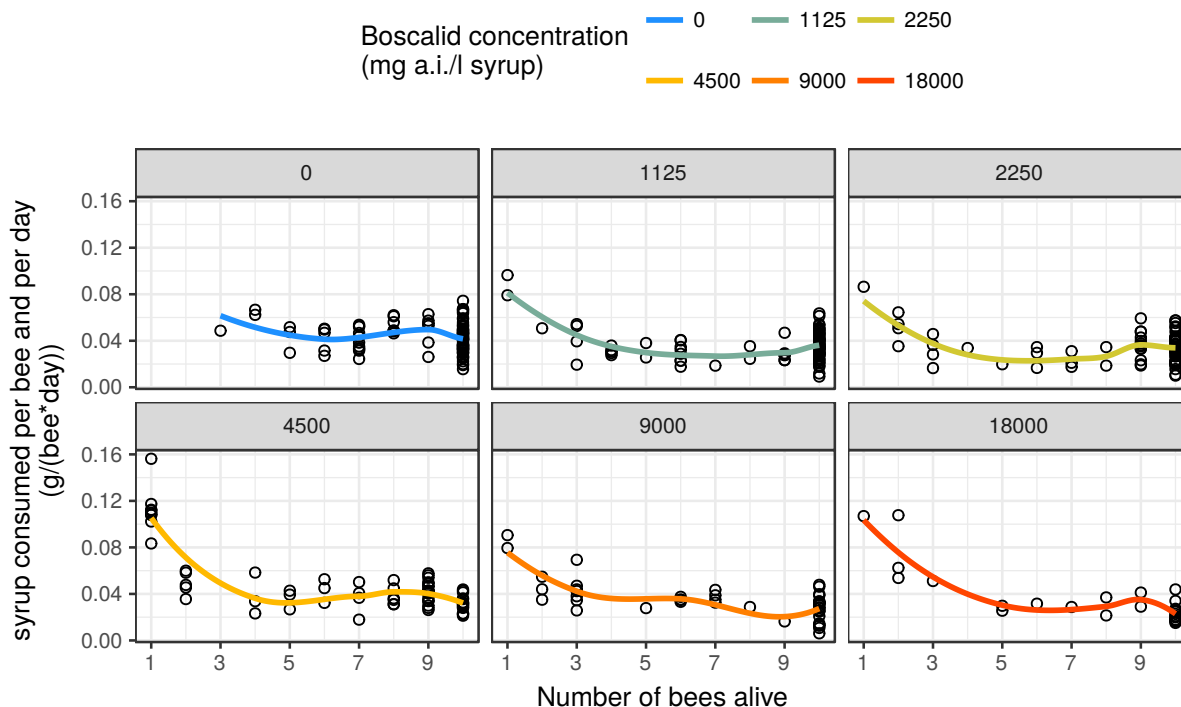 Boscalid concentration
(mg a.i./l syrup)
0 1125 2250
4500 9000 18000
0 1125 2250
0.16
0.12
0.08
0.04
0.00
4500 9000 18000
0.16
0.12
0.08
0.04
0.00
1 3 5 7 9 1 3 5 7 9 1 3 5 7 9
Number of bees alive
syrup consumed per bee and per day
(g/(bee*day))